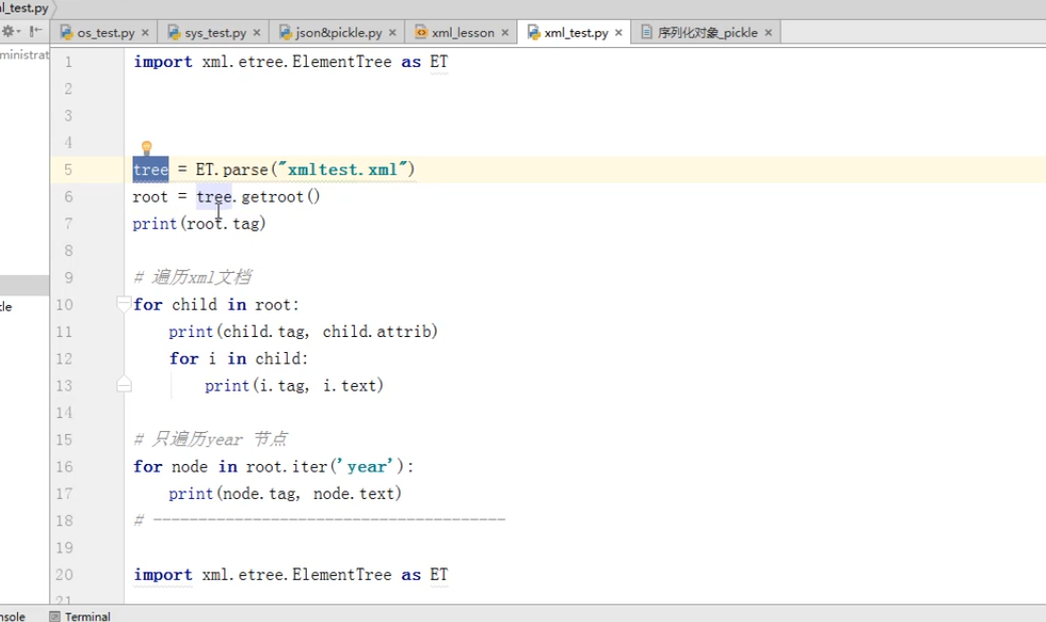 l_test.py
os_test.py
sys_test.py
json&pickle.py
xml_lesson
xml_test.py
序列化对象_pickle
ministrat
1 import xml.etree.ElementTree as ET
2
3
4
5 tree = ET.parse("xmltest.xml")
6 root = tree.getroot()
7 print(root.tag)
8
9 # 遍历xml文档
10 for child in root:
11 print(child.tag, child.attrib)
12 for i in child:
13 print(i.tag, i.text)
14
15 # 只遍历year 节点
16 for node in root.iter('year'):
17 print(node.tag, node.text)
18 # ---------------------------------------
19
20 import xml.etree.ElementTree as ET
21
kle
nsole
Terminal